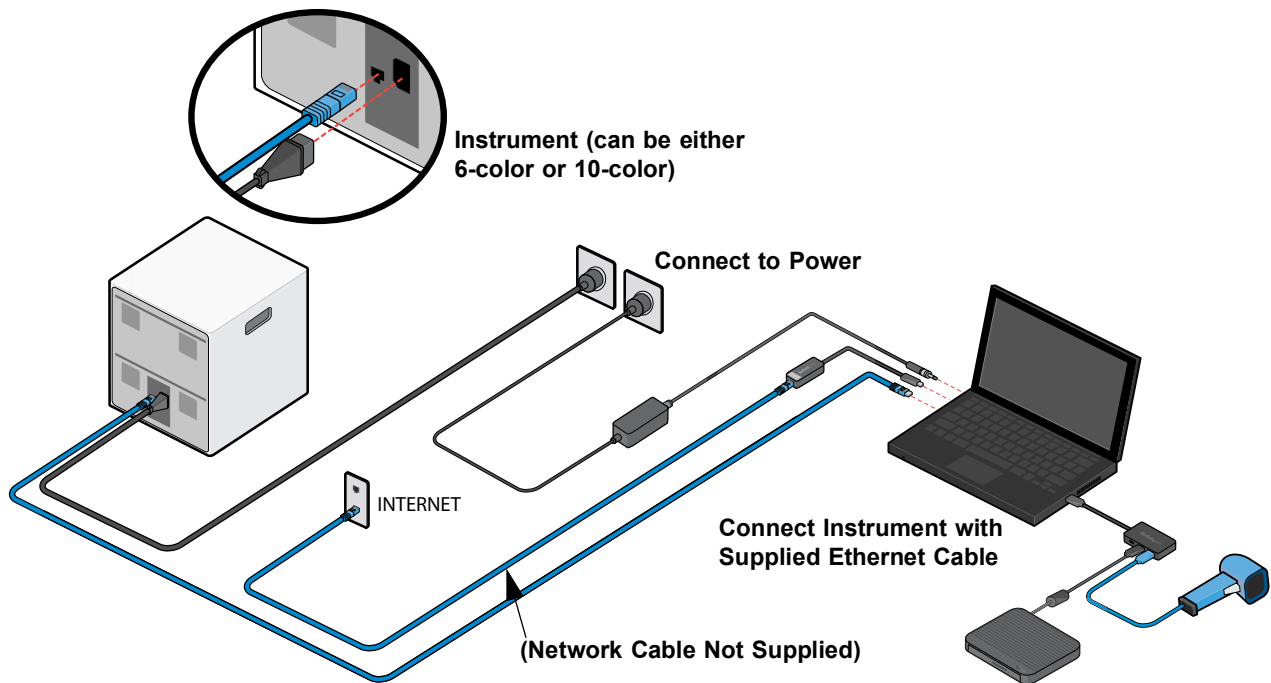 Instrument (can be either
6-color or 10-color)
Connect to Power
INTERNET
Connect Instrument with
Supplied Ethernet Cable
(Network Cable Not Supplied)